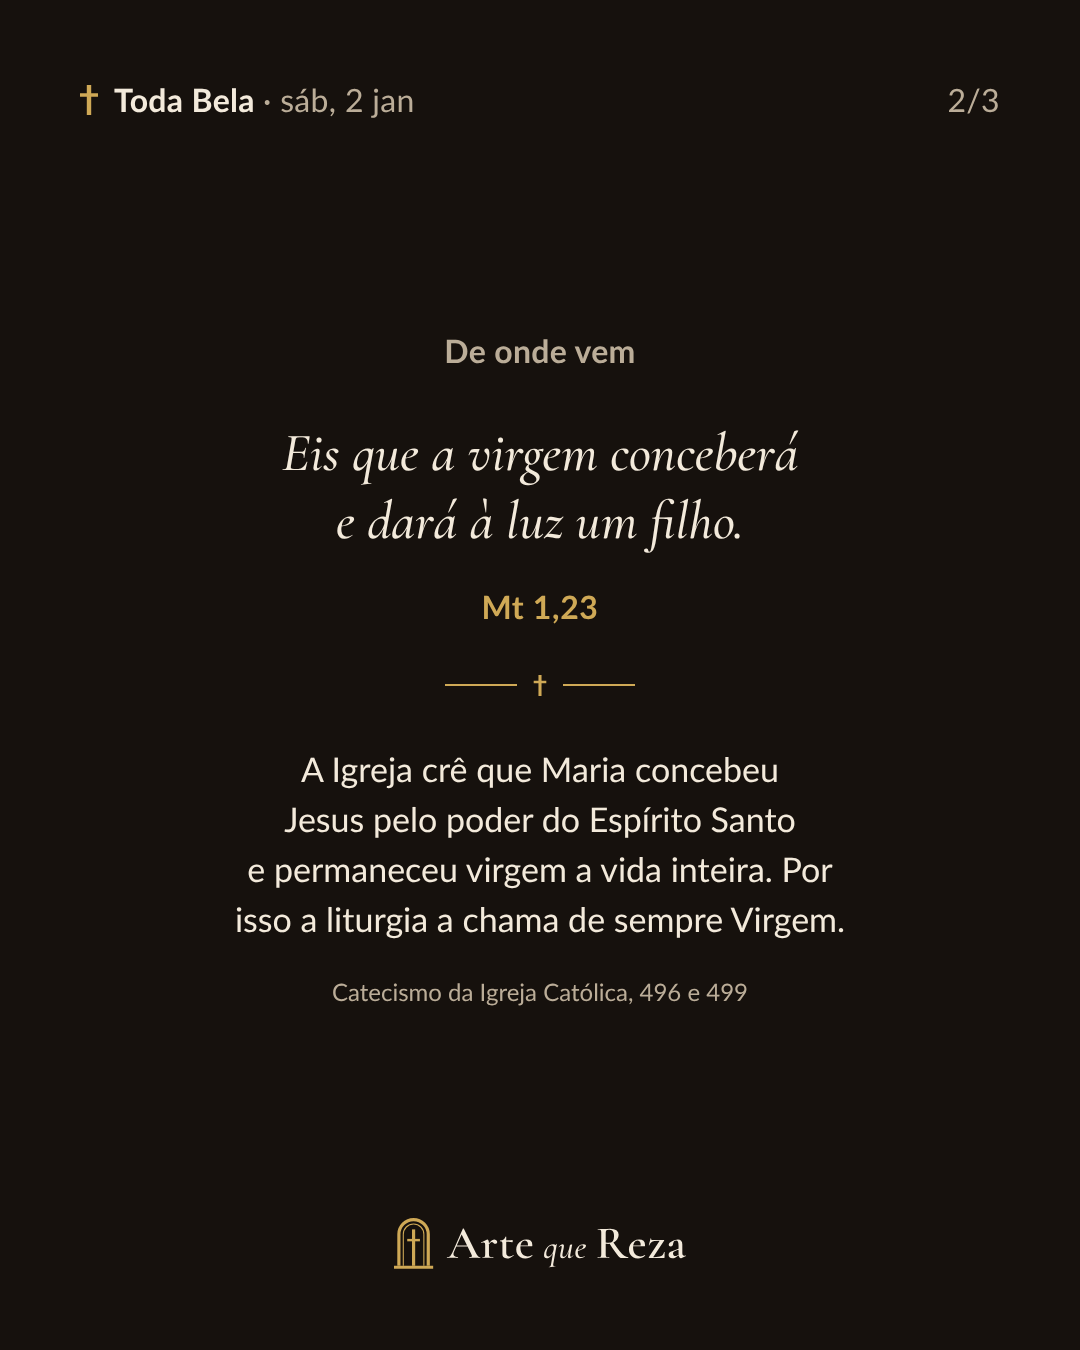 † Toda Bela · sáb, 2 jan
2/3
De onde vem
Eis que a virgem conceberá
e dará à luz um filho.
Mt 1,23
†
A Igreja crê que Maria concebeu
Jesus pelo poder do Espírito Santo
e permaneceu virgem a vida inteira. Por
isso a liturgia a chama de sempre Virgem.
Catecismo da Igreja Católica, 496 e 499
Arte que Reza